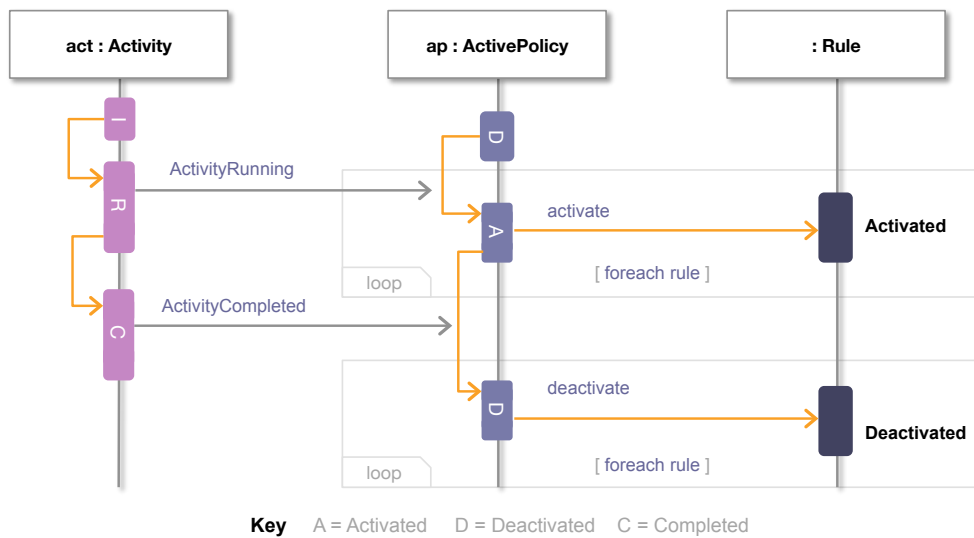 act : Activity
ap : ActivePolicy
: Rule
I
D
ActivityRunning
R
activate
A
Activated
[ foreach rule ]
loop
ActivityCompleted
C
deactivate
D
Deactivated
[ foreach rule ]
loop
Key A = Activated D = Deactivated C = Completed